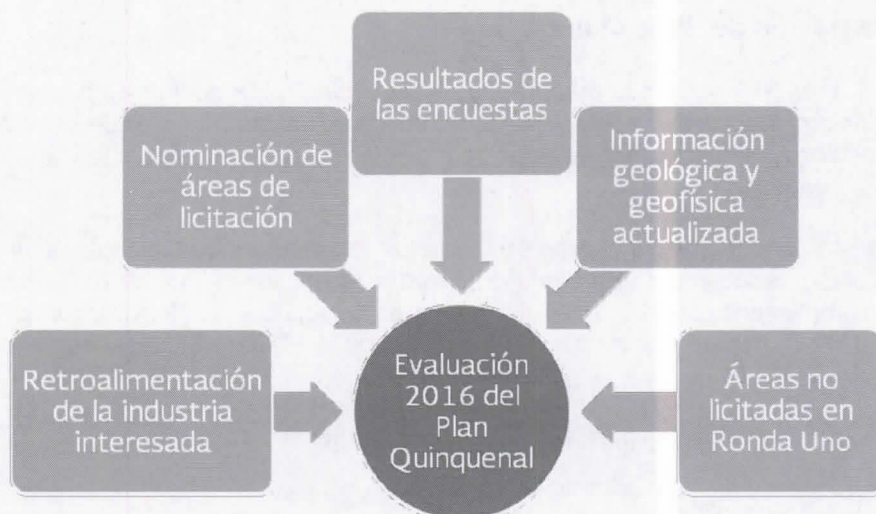 Resultados de
las encuestas
Nominación de
áreas de
licitación
Información
geológica y
geofísica
actualizada
Retroalimentación
de la industria
interesada
Evaluación
2016 del
Plan
Quinquenal
Áreas no
licitadas en
Ronda Uno